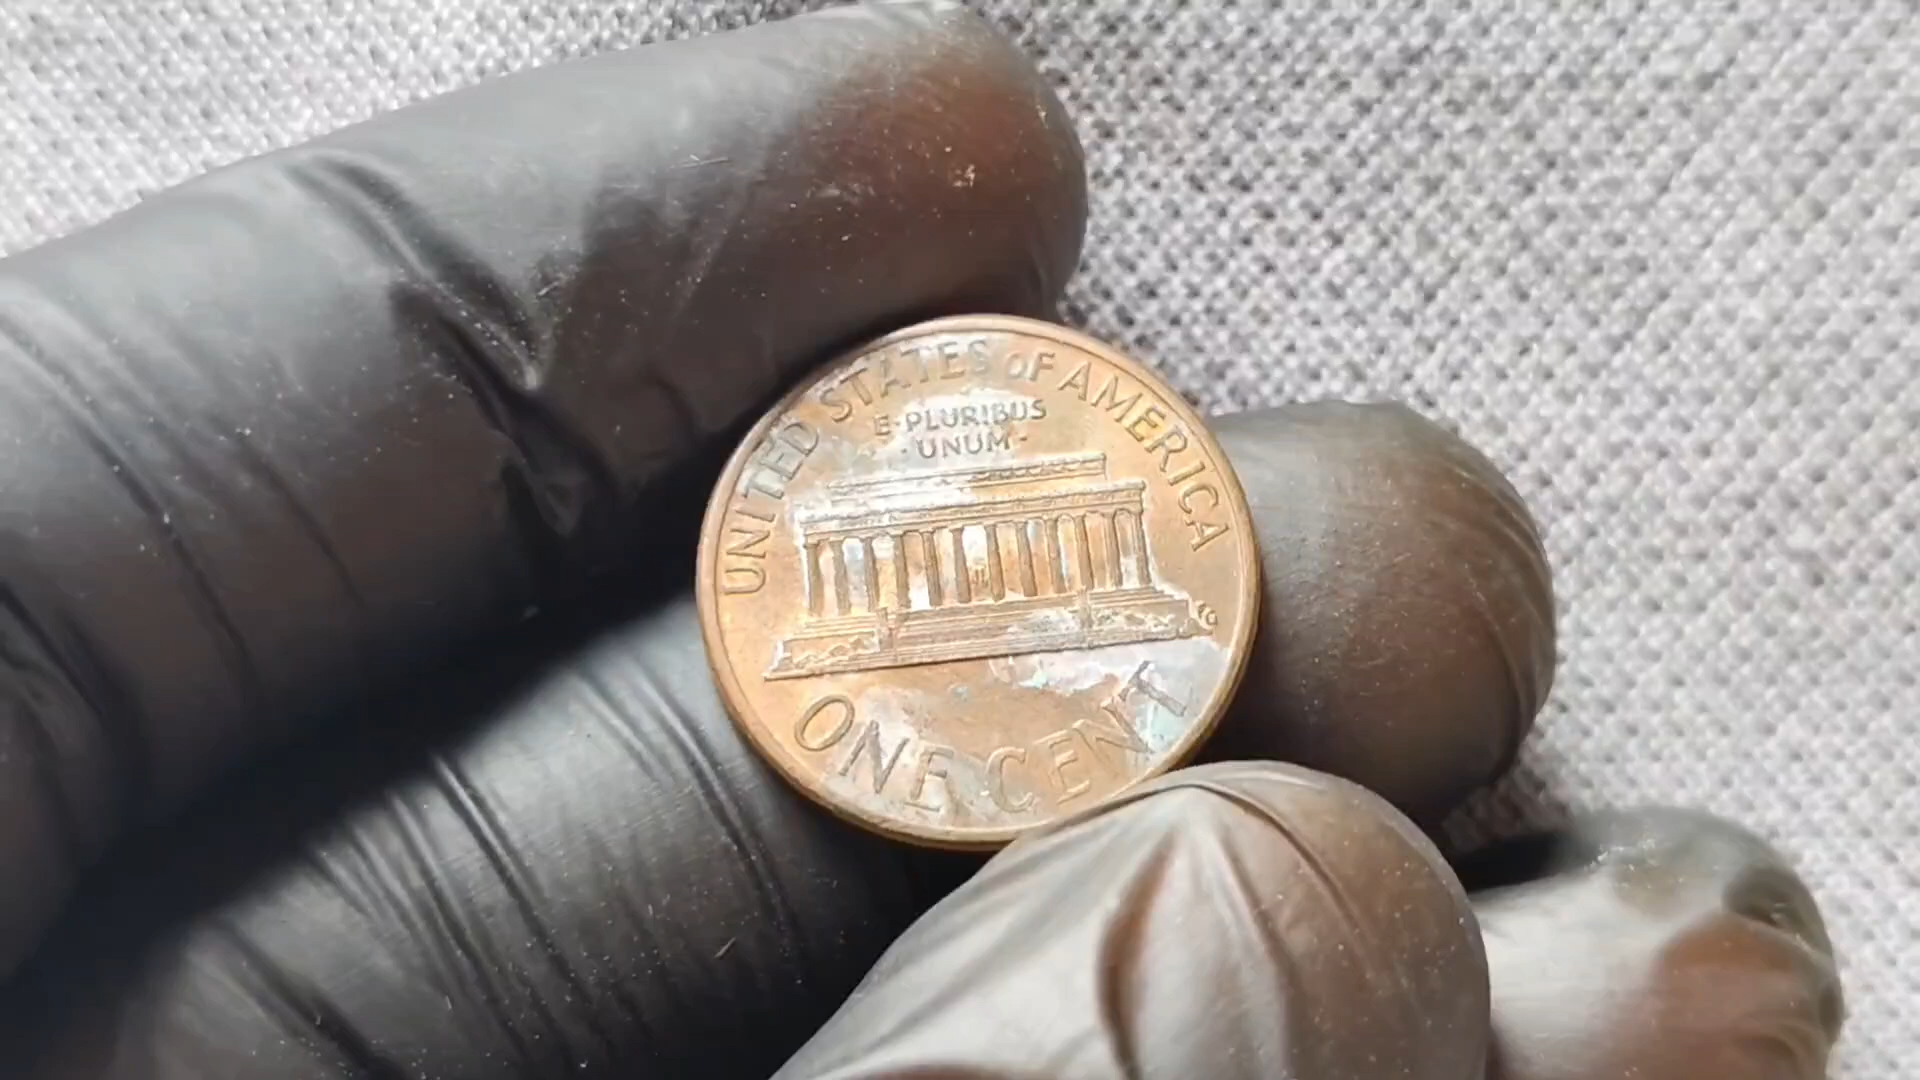 UNITED STATES OF AMERICA
E·PLURIBUS
·UNUM·
ONE CENT